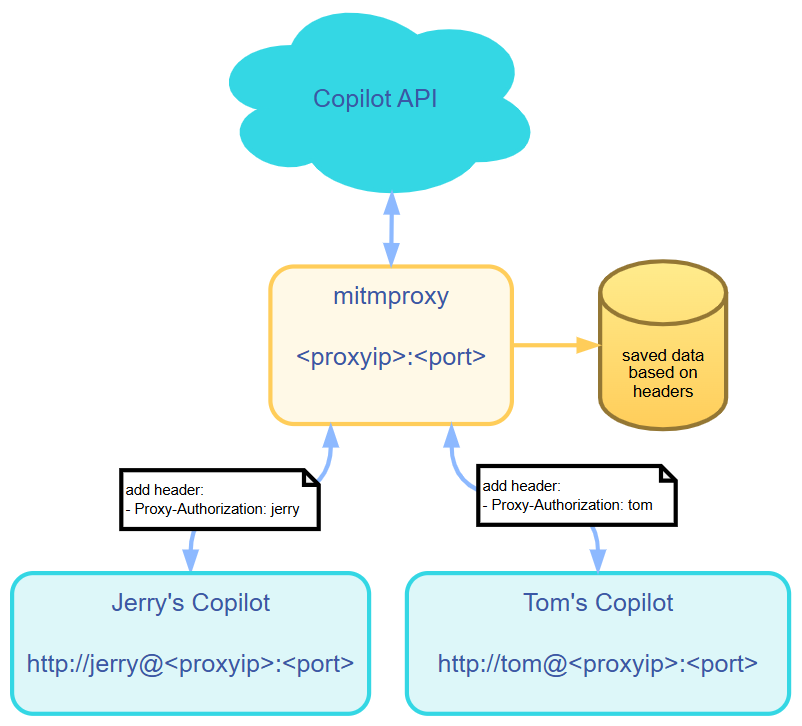 Copilot API
mitmproxy
<proxyip>:<port>
saved data
based on
headers
add header:
- Proxy-Authorization: jerry
add header:
- Proxy-Authorization: tom
Jerry's Copilot
http://jerry@<proxyip>:<port>
Tom's Copilot
http://tom@<proxyip>:<port>